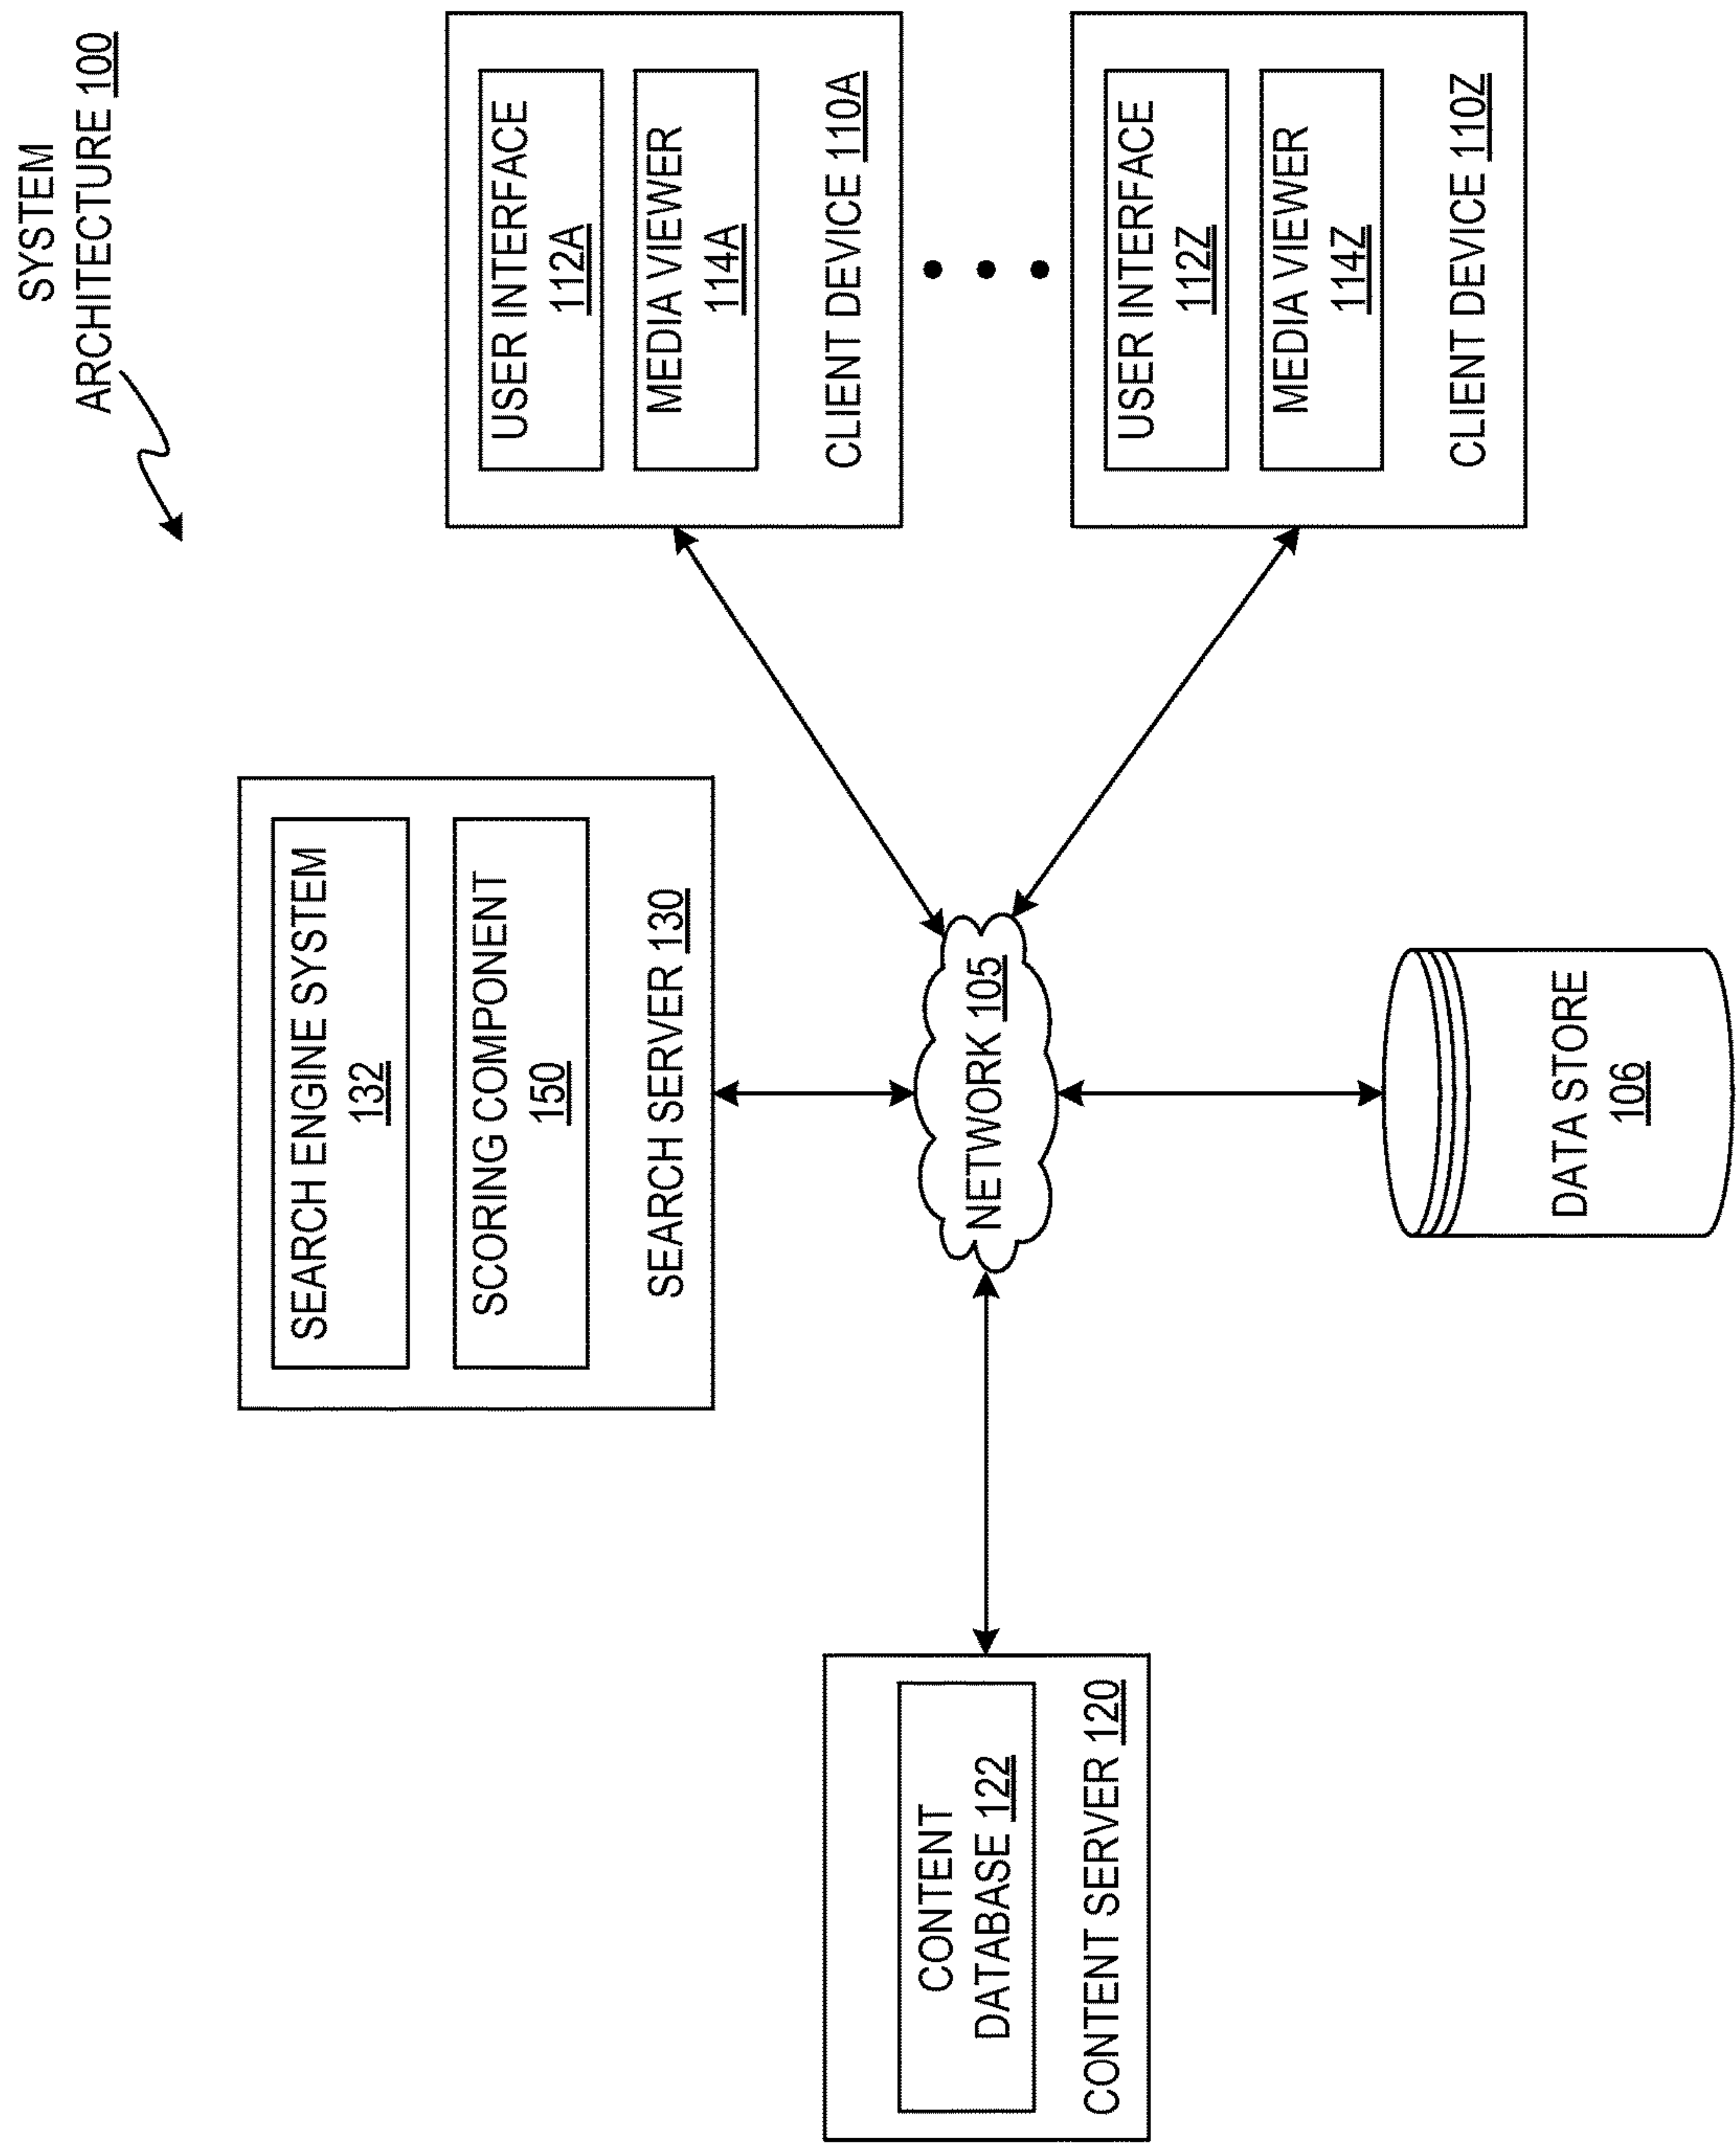 SYSTEM
ARCHITECTURE 100
SEARCH ENGINE SYSTEM
132
SCORING COMPONENT
150
SEARCH SERVER 130
USER INTERFACE
112A
MEDIA VIEWER
114A
CLIENT DEVICE 110A
CONTENT
DATABASE 122
CONTENT SERVER 120
NETWORK 105
USER INTERFACE
112Z
MEDIA VIEWER
114Z
CLIENT DEVICE 110Z
DATA STORE
106